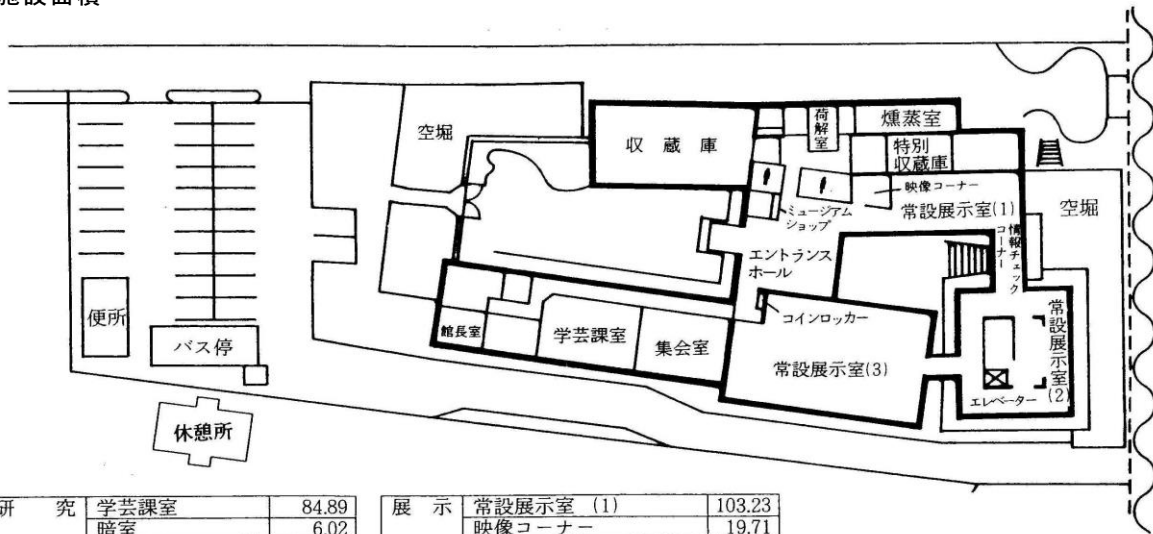 施設面積
空堀
収蔵庫
荷解室
燻蒸室
特別
収蔵庫
映像コーナー
ミュージアム
ショップ
常設展示室(1)
空堀
情報チェック
コーナー
エントランス
ホール
便所
バス停
館長室
学芸課室
集会室
コインロッカー
常設展示室(3)
常設展示室(2)
エレベーター
休憩所
研究 学芸課室 84.89
暗室 6.02
展示 常設展示室 (1) 103.23
映像コーナー 19.71